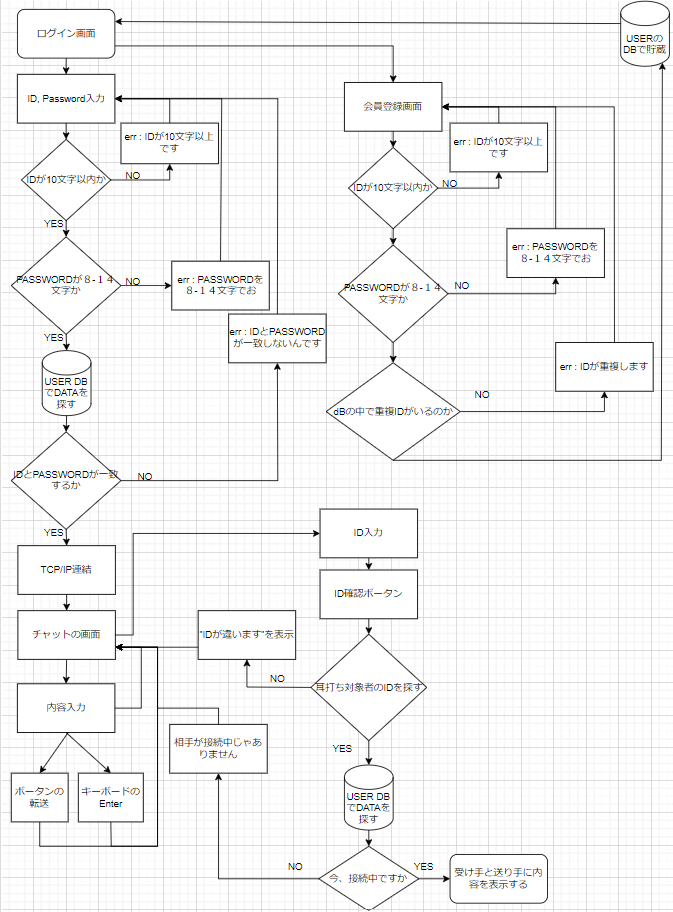 ログイン画面
USERの
DBで貯蔵
ID, Password入力
err : IDが10文字以上
です
IDが10文字以内か
NO
YES
PASSWORDが８-１４
文字か
NO
err : PASSWORDを
８-１４文字でお
YES
err : IDとPASSWORD
が一致しないんです
USER DB
でDATAを
探す
IDとPASSWORDが一致
するか
NO
YES
TCP/IP連結
チャットの画面
内容入力
ボータンの
転送
キーボードの
Enter
会員登録画面
err : IDが10文字以上
です
IDが10文字以内か
NO
err : PASSWORDを
８-１４文字でお
PASSWORDが８-１４
文字か
NO
err : IDが重複します
dBの中で重複IDがいるのか
NO
ID入力
ID確認ボータン
"IDが違います"を表示
NO
耳打ち対象者のIDを探す
YES
相手が接続中じゃあ
りません
USER DB
でDATAを
探す
NO
今、接続中ですか
YES
受け手と送り手に内
容を表示する